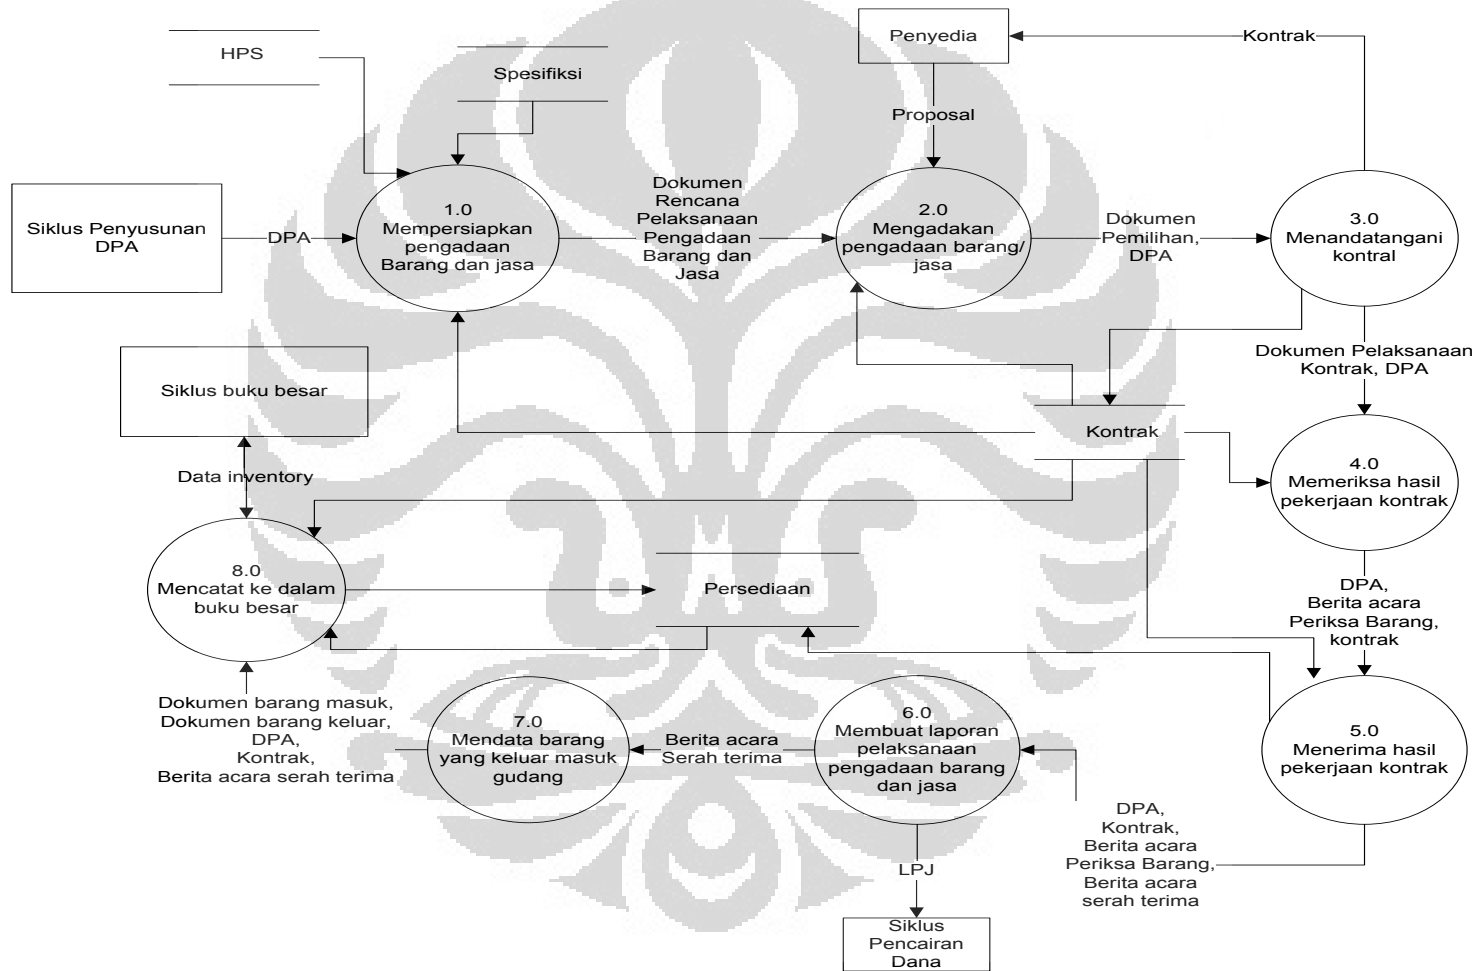 HPS
Spesifiksi
Penyedia
Kontrak
Proposal
Siklus Penyusunan
DPA
DPA
1.0
Mempersiapkan
pengadaan
Barang dan jasa
Dokumen
Rencana
Pelaksanaan
Pengadaan
Barang dan
Jasa
2.0
Mengadakan
pengadaan barang/
jasa
Dokumen
Pemilihan,
DPA
3.0
Menandatangani
kontral
Dokumen Pelaksanaan
Kontrak, DPA
Siklus buku besar
Kontrak
4.0
Memeriksa hasil
pekerjaan kontrak
Data inventory
8.0
Mencatat ke dalam
buku besar
Persediaan
DPA,
Berita acara
Periksa Barang,
kontrak
Dokumen barang masuk,
Dokumen barang keluar,
DPA,
Kontrak,
Berita acara serah terima
7.0
Mendata barang
yang keluar masuk
gudang
Berita acara
Serah terima
6.0
Membuat laporan
pelaksanaan
pengadaan barang
dan jasa
5.0
Menerima hasil
pekerjaan kontrak
DPA,
Kontrak,
Berita acara
Periksa Barang,
Berita acara
serah terima
LPJ
Siklus
Pencairan
Dana